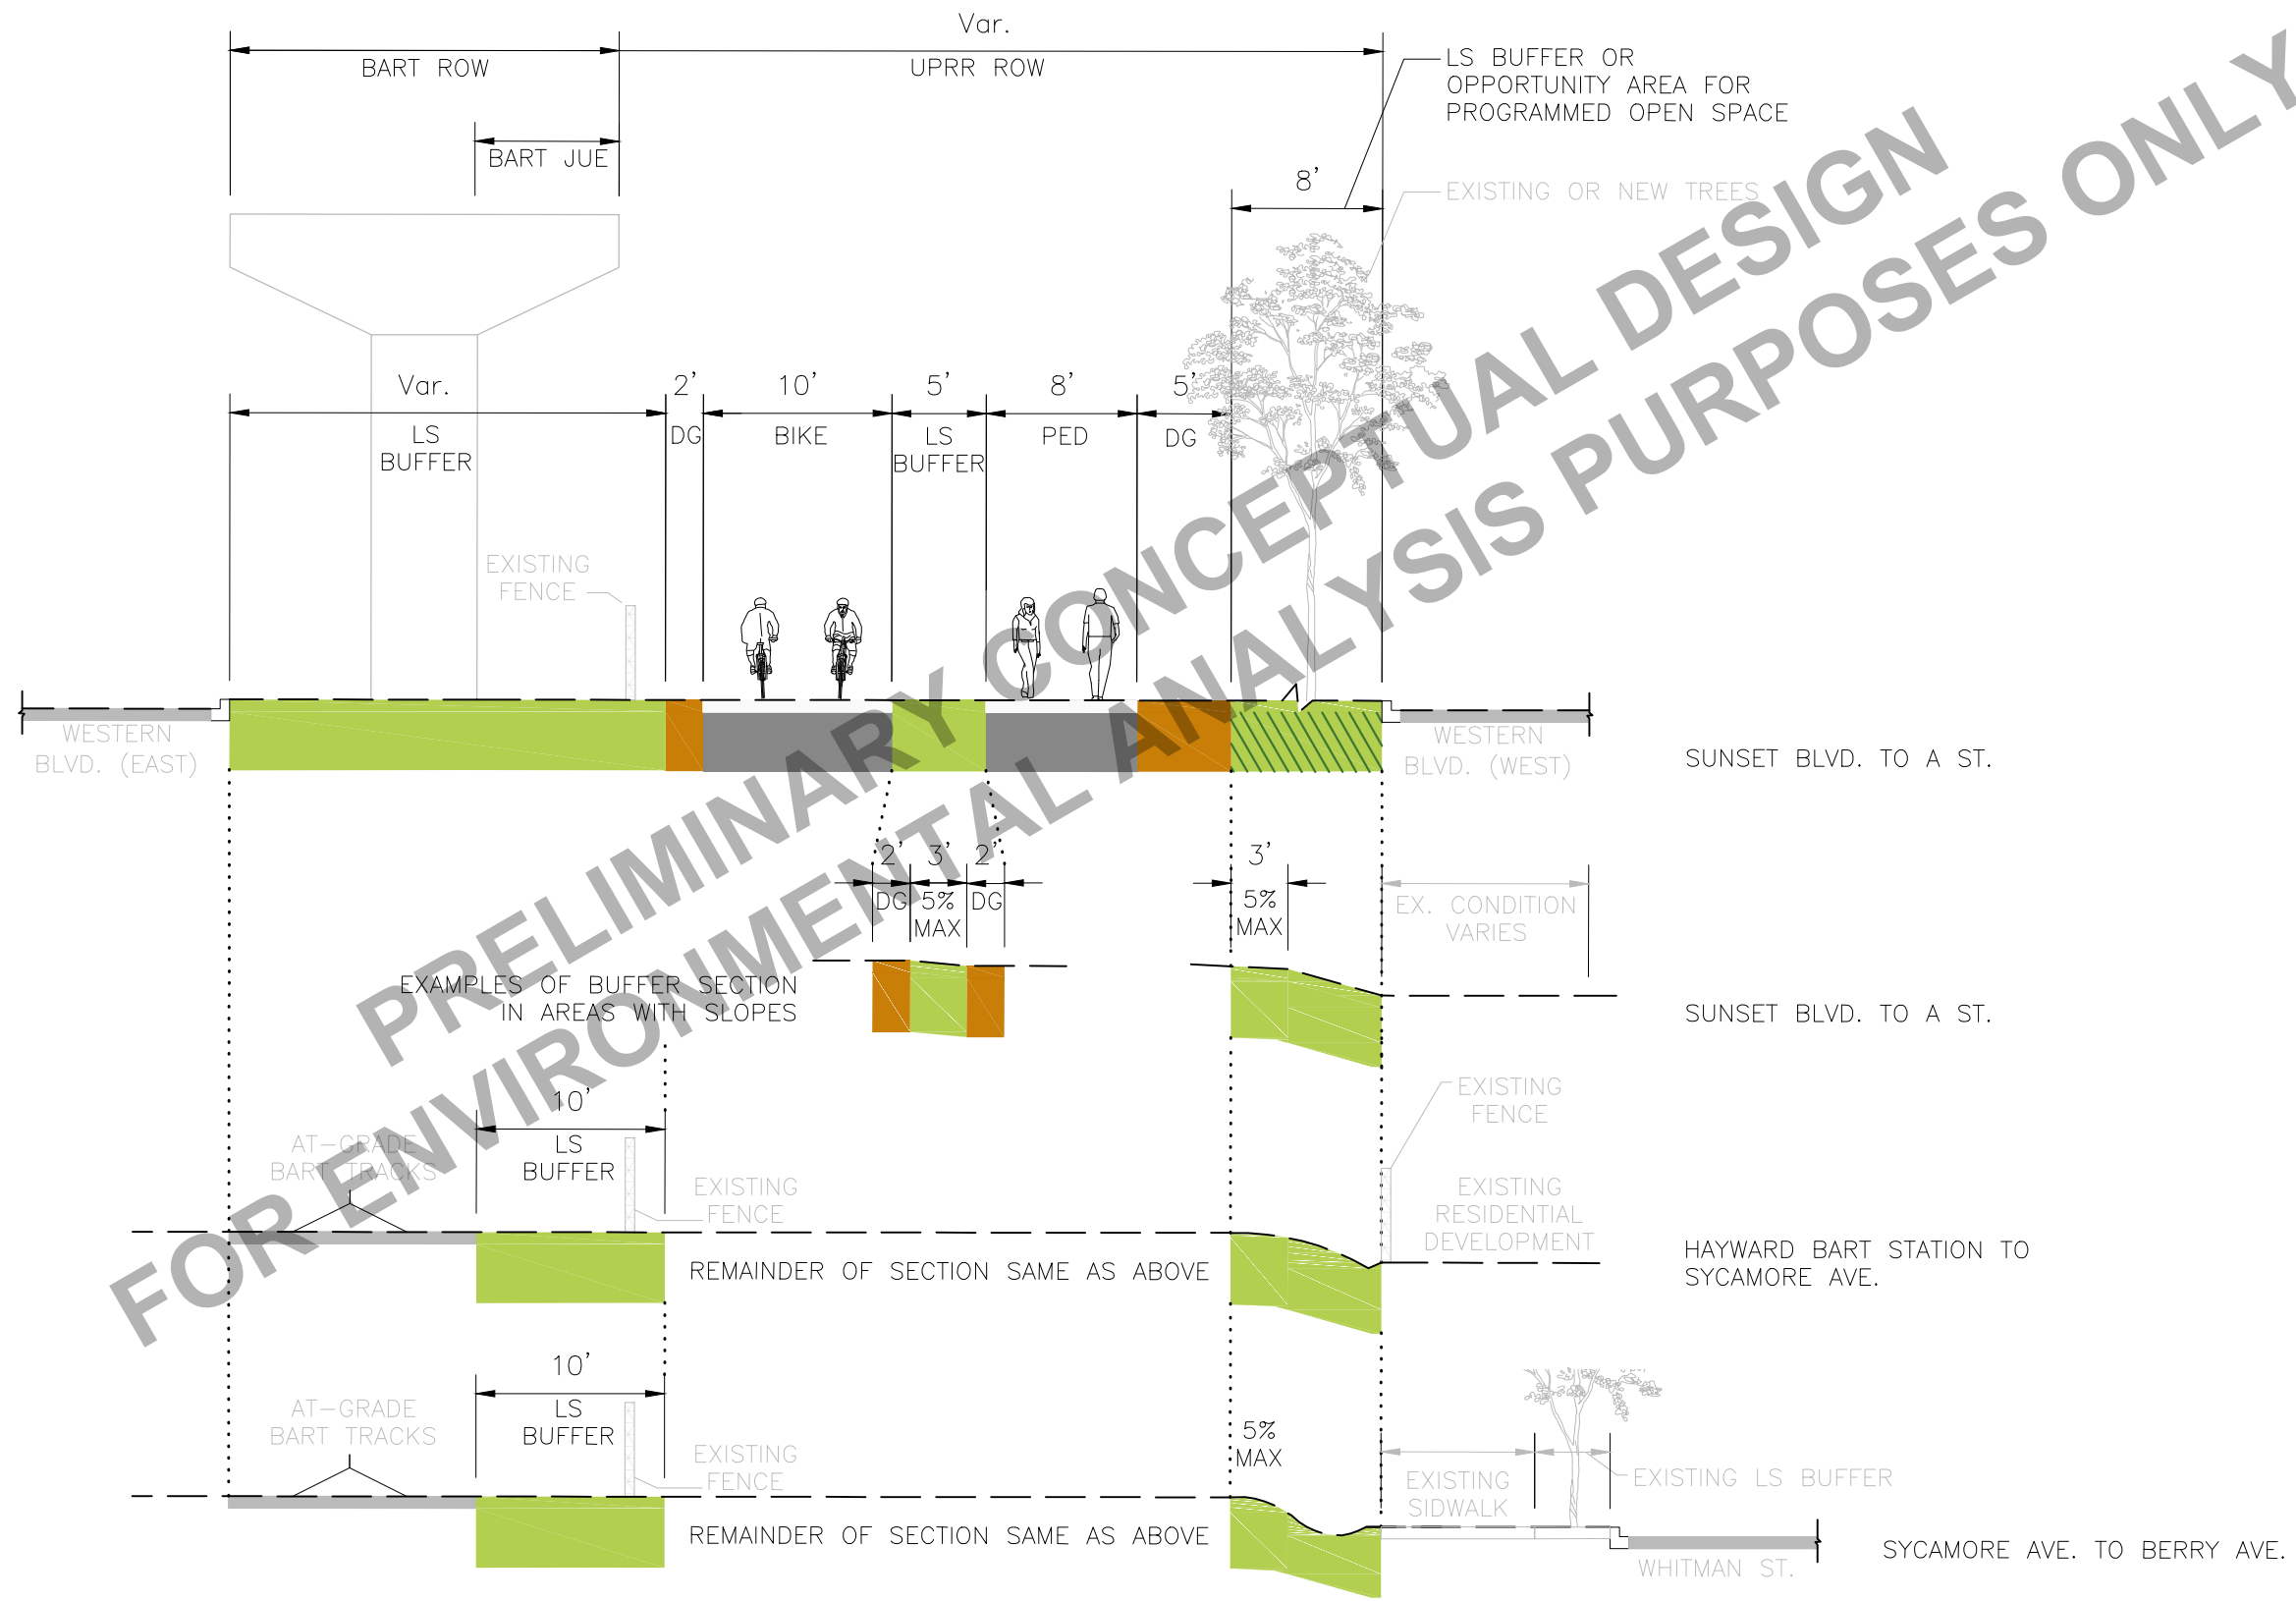 Var.
BART ROW
UPRR ROW
LS BUFFER OR
OPPORTUNITY AREA FOR
PROGRAMMED OPEN SPACE
BART JUE
8'
EXISTING OR NEW TREES
Var.
2'
10'
5'
8'
5'
LS
BUFFER
DG
BIKE
LS
BUFFER
PED
DG
EXISTING
FENCE
WESTERN
BLVD. (EAST)
WESTERN
BLVD. (WEST)
SUNSET BLVD. TO A ST.
2'
3'
2'
DG
5%
MAX
DG
3'
5%
MAX
EX. CONDITION
VARIES
EXAMPLES OF BUFFER SECTION
IN AREAS WITH SLOPES
SUNSET BLVD. TO A ST.
10'
LS
BUFFER
AT-GRADE
BART TRACKS
EXISTING
FENCE
EXISTING
FENCE
EXISTING
RESIDENTIAL
DEVELOPMENT
REMAINDER OF SECTION SAME AS ABOVE
HAYWARD BART STATION TO
SYCAMORE AVE.
10'
LS
BUFFER
AT-GRADE
BART TRACKS
EXISTING
FENCE
5%
MAX
EXISTING
SIDWALK
EXISTING LS BUFFER
REMAINDER OF SECTION SAME AS ABOVE
WHITMAN ST.
SYCAMORE AVE. TO BERRY AVE.
PRELIMINARY CONCEPTUAL DESIGN
FOR ENVIRONMENTAL ANALYSIS PURPOSES ONLY